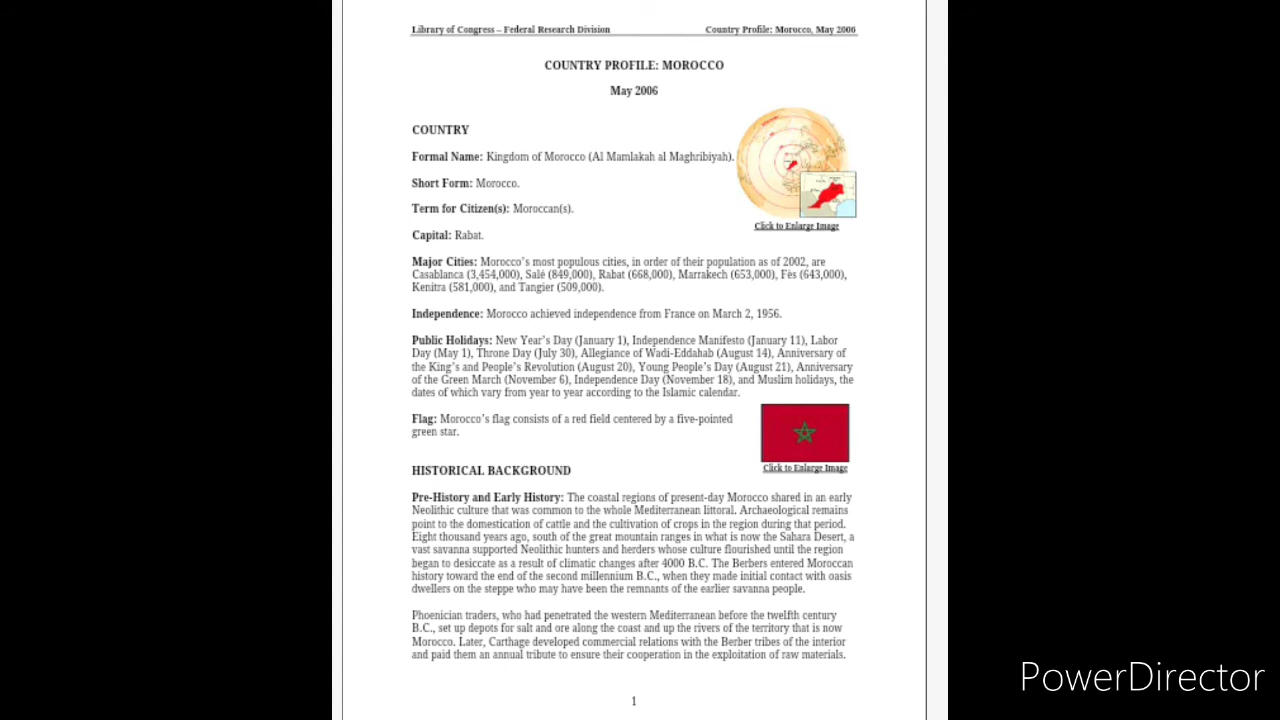 Library of Congress – Federal Research Division Country Profile: Morocco, May 2006
COUNTRY PROFILE: MOROCCO
May 2006
COUNTRY
Formal Name: Kingdom of Morocco (Al Mamlakah al Maghribiyah).
Short Form: Morocco.
Term for Citizen(s): Moroccan(s).
Click to Enlarge Image
Capital: Rabat.
Major Cities: Morocco's most populous cities, in order of their population as of 2002, are
Casablanca (3,454,000), Salé (849,000), Rabat (668,000), Marrakech (653,000), Fès (643,000),
Kenitra (581,000), and Tangier (509,000).
Independence: Morocco achieved independence from France on March 2, 1956.
Public Holidays: New Year's Day (January 1), Independence Manifesto (January 11), Labor
Day (May 1), Throne Day (July 30), Allegiance of Wadi-Eddahab (August 14), Anniversary of
the King's and People's Revolution (August 20), Young People's Day (August 21), Anniversary
of the Green March (November 6), Independence Day (November 18), and Muslim holidays, the
dates of which vary from year to year according to the Islamic calendar.
Flag: Morocco's flag consists of a red field centered by a five-pointed
green star.
Click to Enlarge Image
HISTORICAL BACKGROUND
Pre-History and Early History: The coastal regions of present-day Morocco shared in an early
Neolithic culture that was common to the whole Mediterranean littoral. Archaeological remains
point to the domestication of cattle and the cultivation of crops in the region during that period.
Eight thousand years ago, south of the great mountain ranges in what is now the Sahara Desert, a
vast savanna supported Neolithic hunters and herders whose culture flourished until the region
began to desiccate as a result of climatic changes after 4000 B.C. The Berbers entered Moroccan
history toward the end of the second millennium B.C., when they made initial contact with oasis
dwellers on the steppe who may have been the remnants of the earlier savanna people.
Phoenician traders, who had penetrated the western Mediterranean before the twelfth century
B.C., set up depots for salt and ore along the coast and up the rivers of the territory that is now
Morocco. Later, Carthage developed commercial relations with the Berber tribes of the interior
and paid them an annual tribute to ensure their cooperation in the exploitation of raw materials.
1
PowerDirector